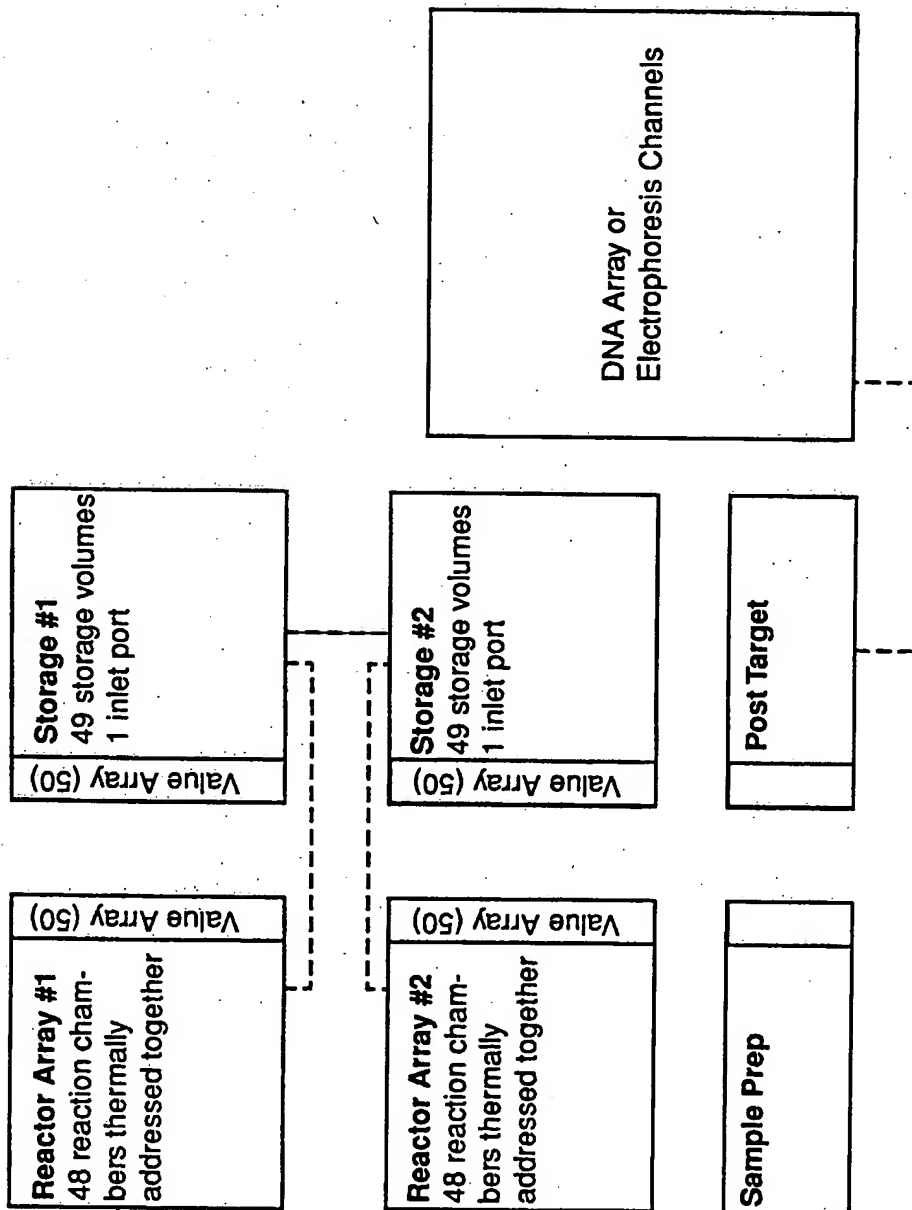 Reactor Array #1
48 reaction cham-
bers thermally
addressed together
Value Array (50)
Value Array (50)
Storage #1
49 storage volumes
1 inlet port
Reactor Array #2
48 reaction cham-
bers thermally
addressed together
Value Array (50)
Value Array (50)
Storage #2
49 storage volumes
1 inlet port
Sample Prep
Post Target
DNA Array or
Electrophoresis Channels